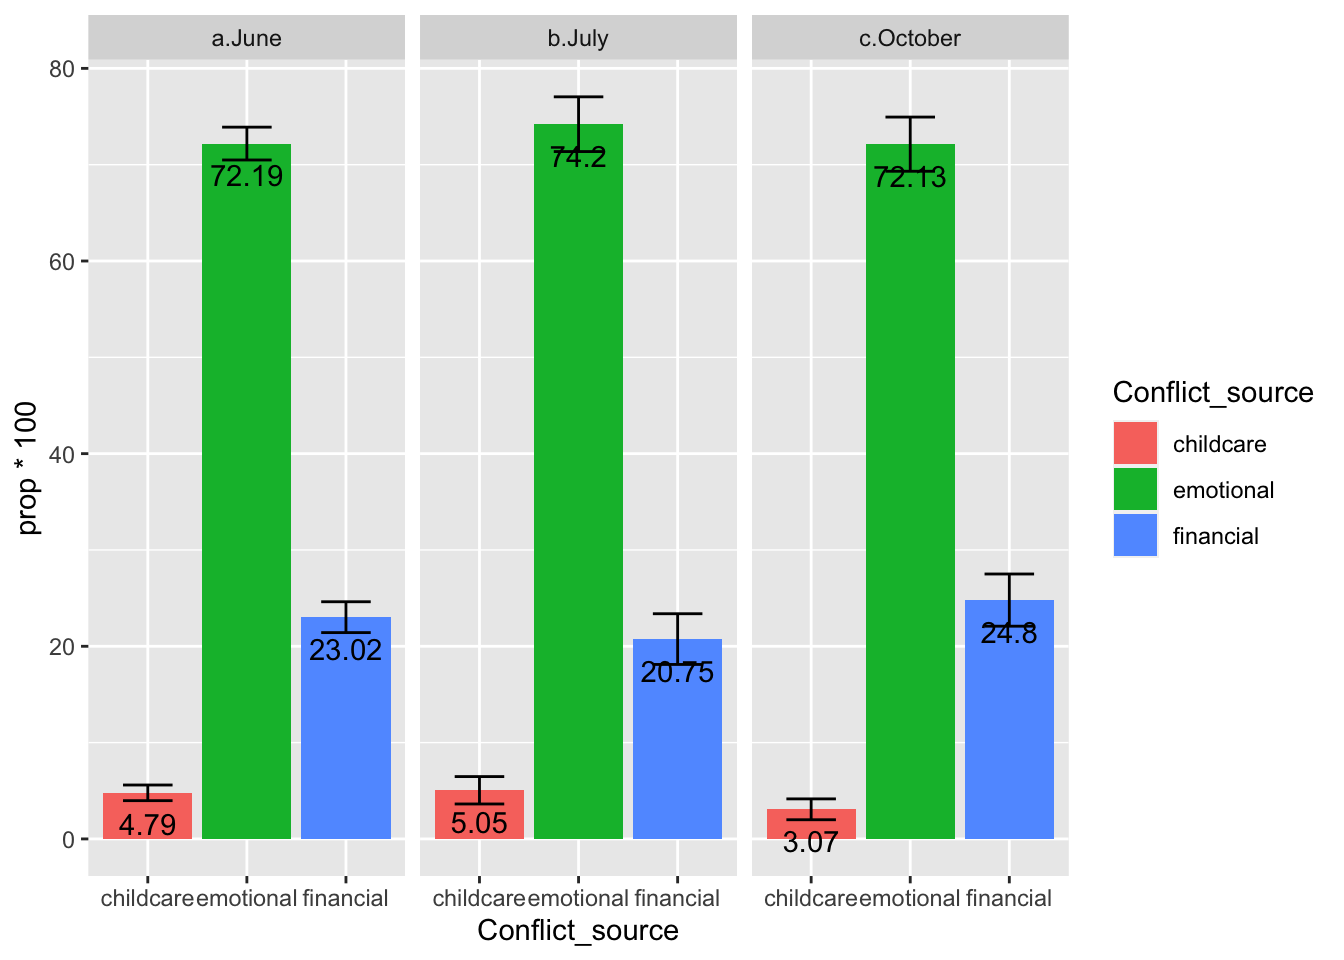 a.June b.July c.October
80
60
40
20
0
prop * 100
72.19
74.2
72.13
23.02
20.75
24.8
4.79
5.05
3.07
childcare emotional financial childcare emotional financial childcare emotional financial
Conflict_source
Conflict_source
childcare
emotional
financial